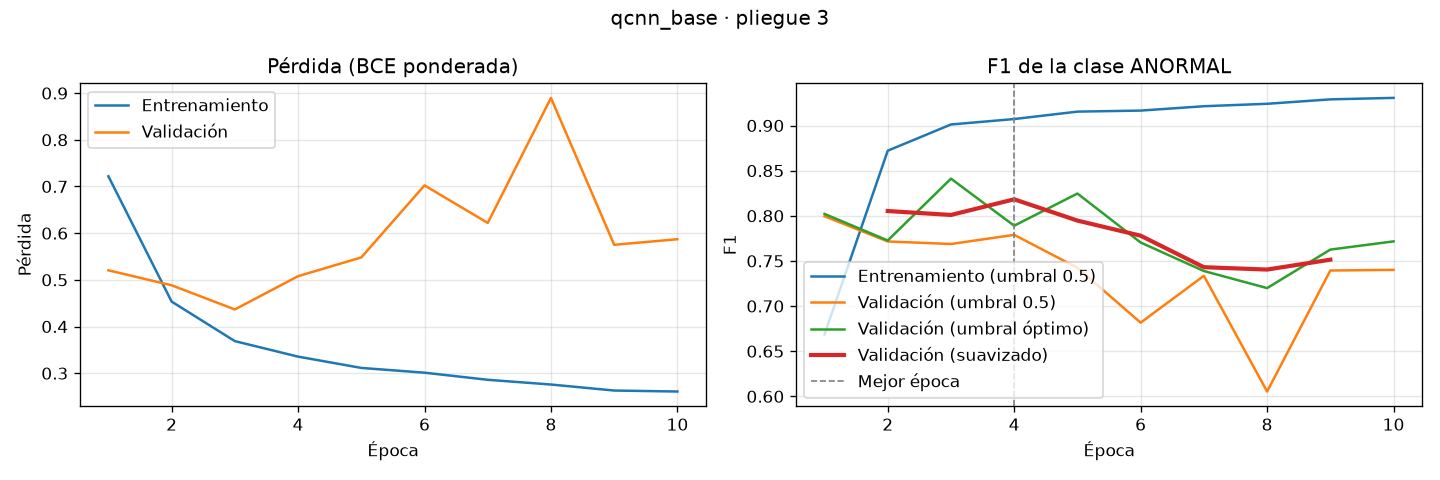 qcnn_base · pliegue 3
Pérdida (BCE ponderada)
Pérdida
0.9
0.8
0.7
0.6
0.5
0.4
0.3
Entrenamiento
Validación
2
4
6
8
10
Época
F1 de la clase ANORMAL
F1
0.90
0.85
0.80
0.75
0.70
0.65
0.60
Entrenamiento (umbral 0.5)
Validación (umbral 0.5)
Validación (umbral óptimo)
Validación (suavizado)
Mejor época
2
4
6
8
10
Época